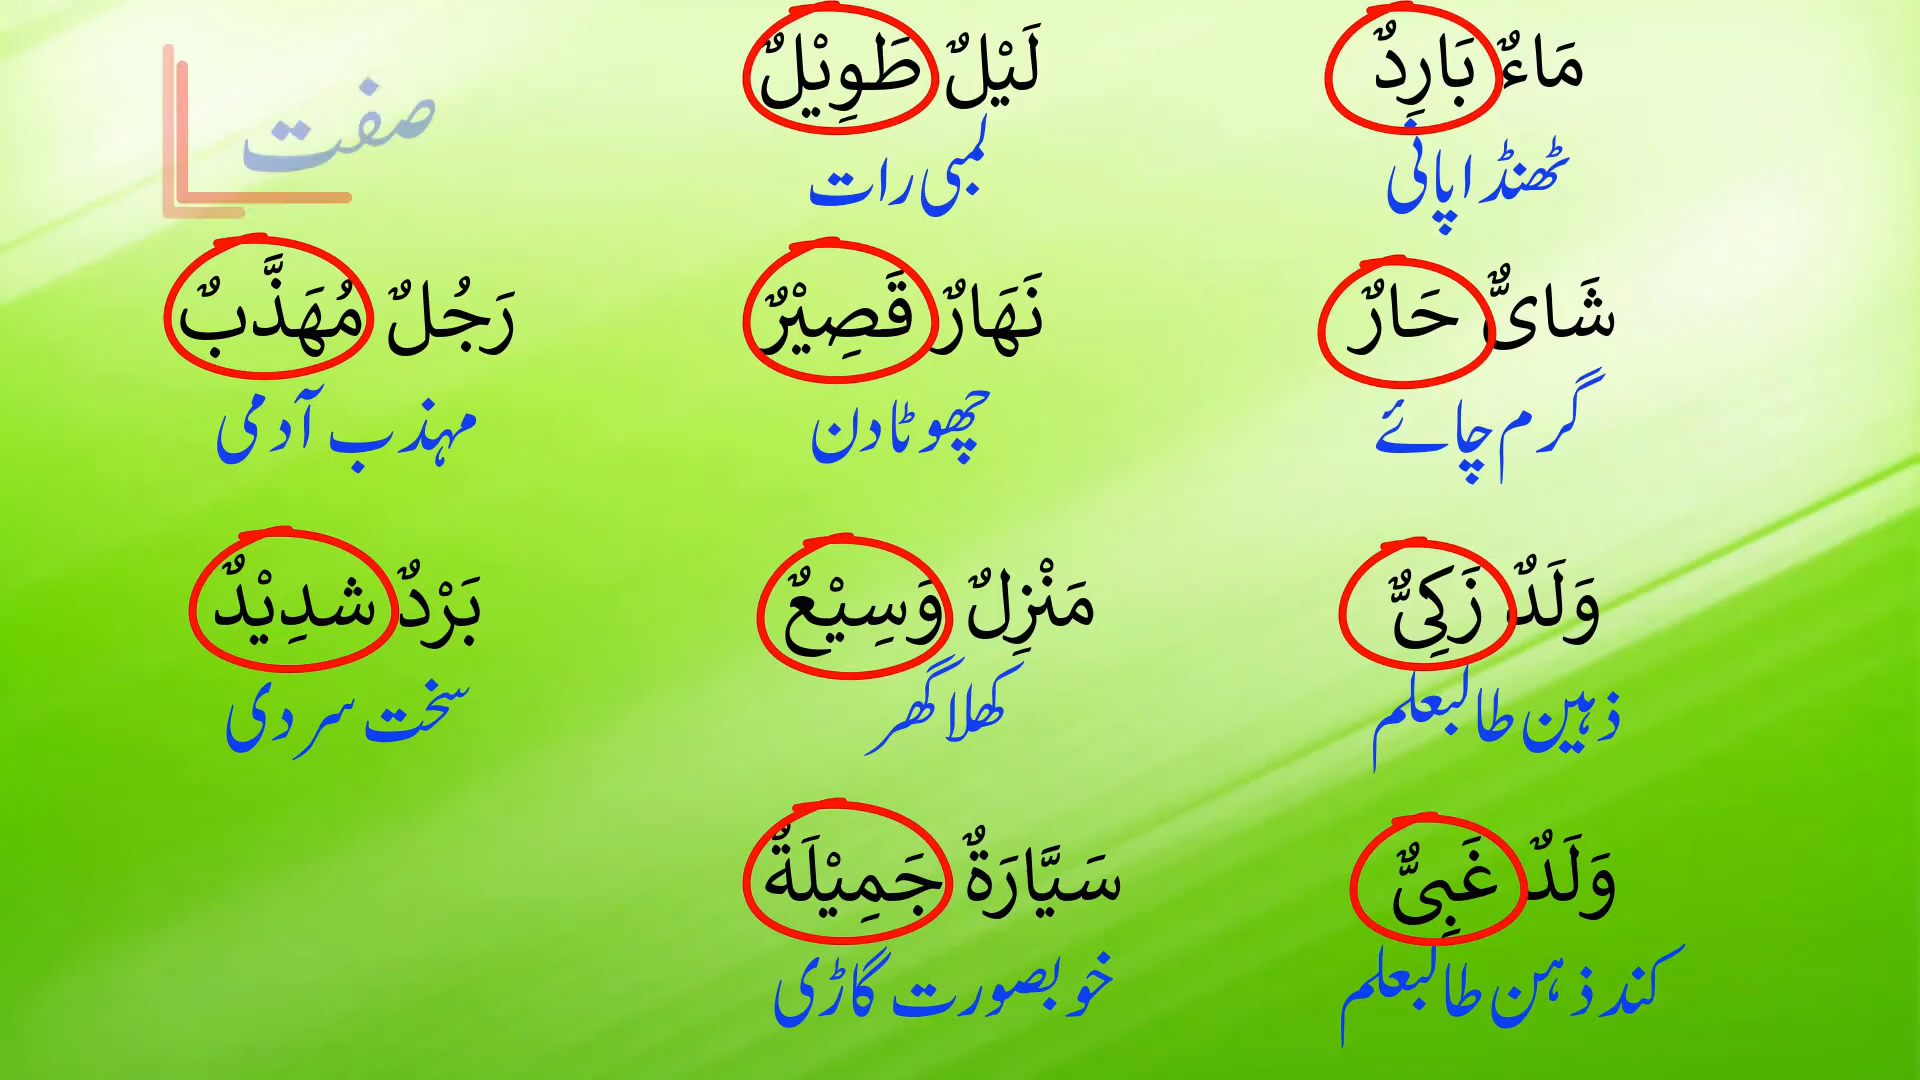 مَاءٌ بَارِدٌ
ٹھنڈا پانی
شَایٌّ حَارٌ
گرم چائے
وَلَدٌ زَکِیٌّ
ذہین طالبعلم
وَلَدٌ غَبِیٌّ
کند ذہن طالبعلم
لَیْلٌ طَوِیْلٌ
لمبی رات
نَهَارٌ قَصِیْرٌ
چھوٹا دن
مَنْزِلٌ وَسِیْعٌ
کھلا گھر
سَیَّارَةٌ جَمِیْلَةٌ
خوبصورت گاڑی
صفت
رَجُلٌ مُهَذَّبٌ
مہذب آدمی
بَرْدٌ شدِیْدٌ
سخت سردی